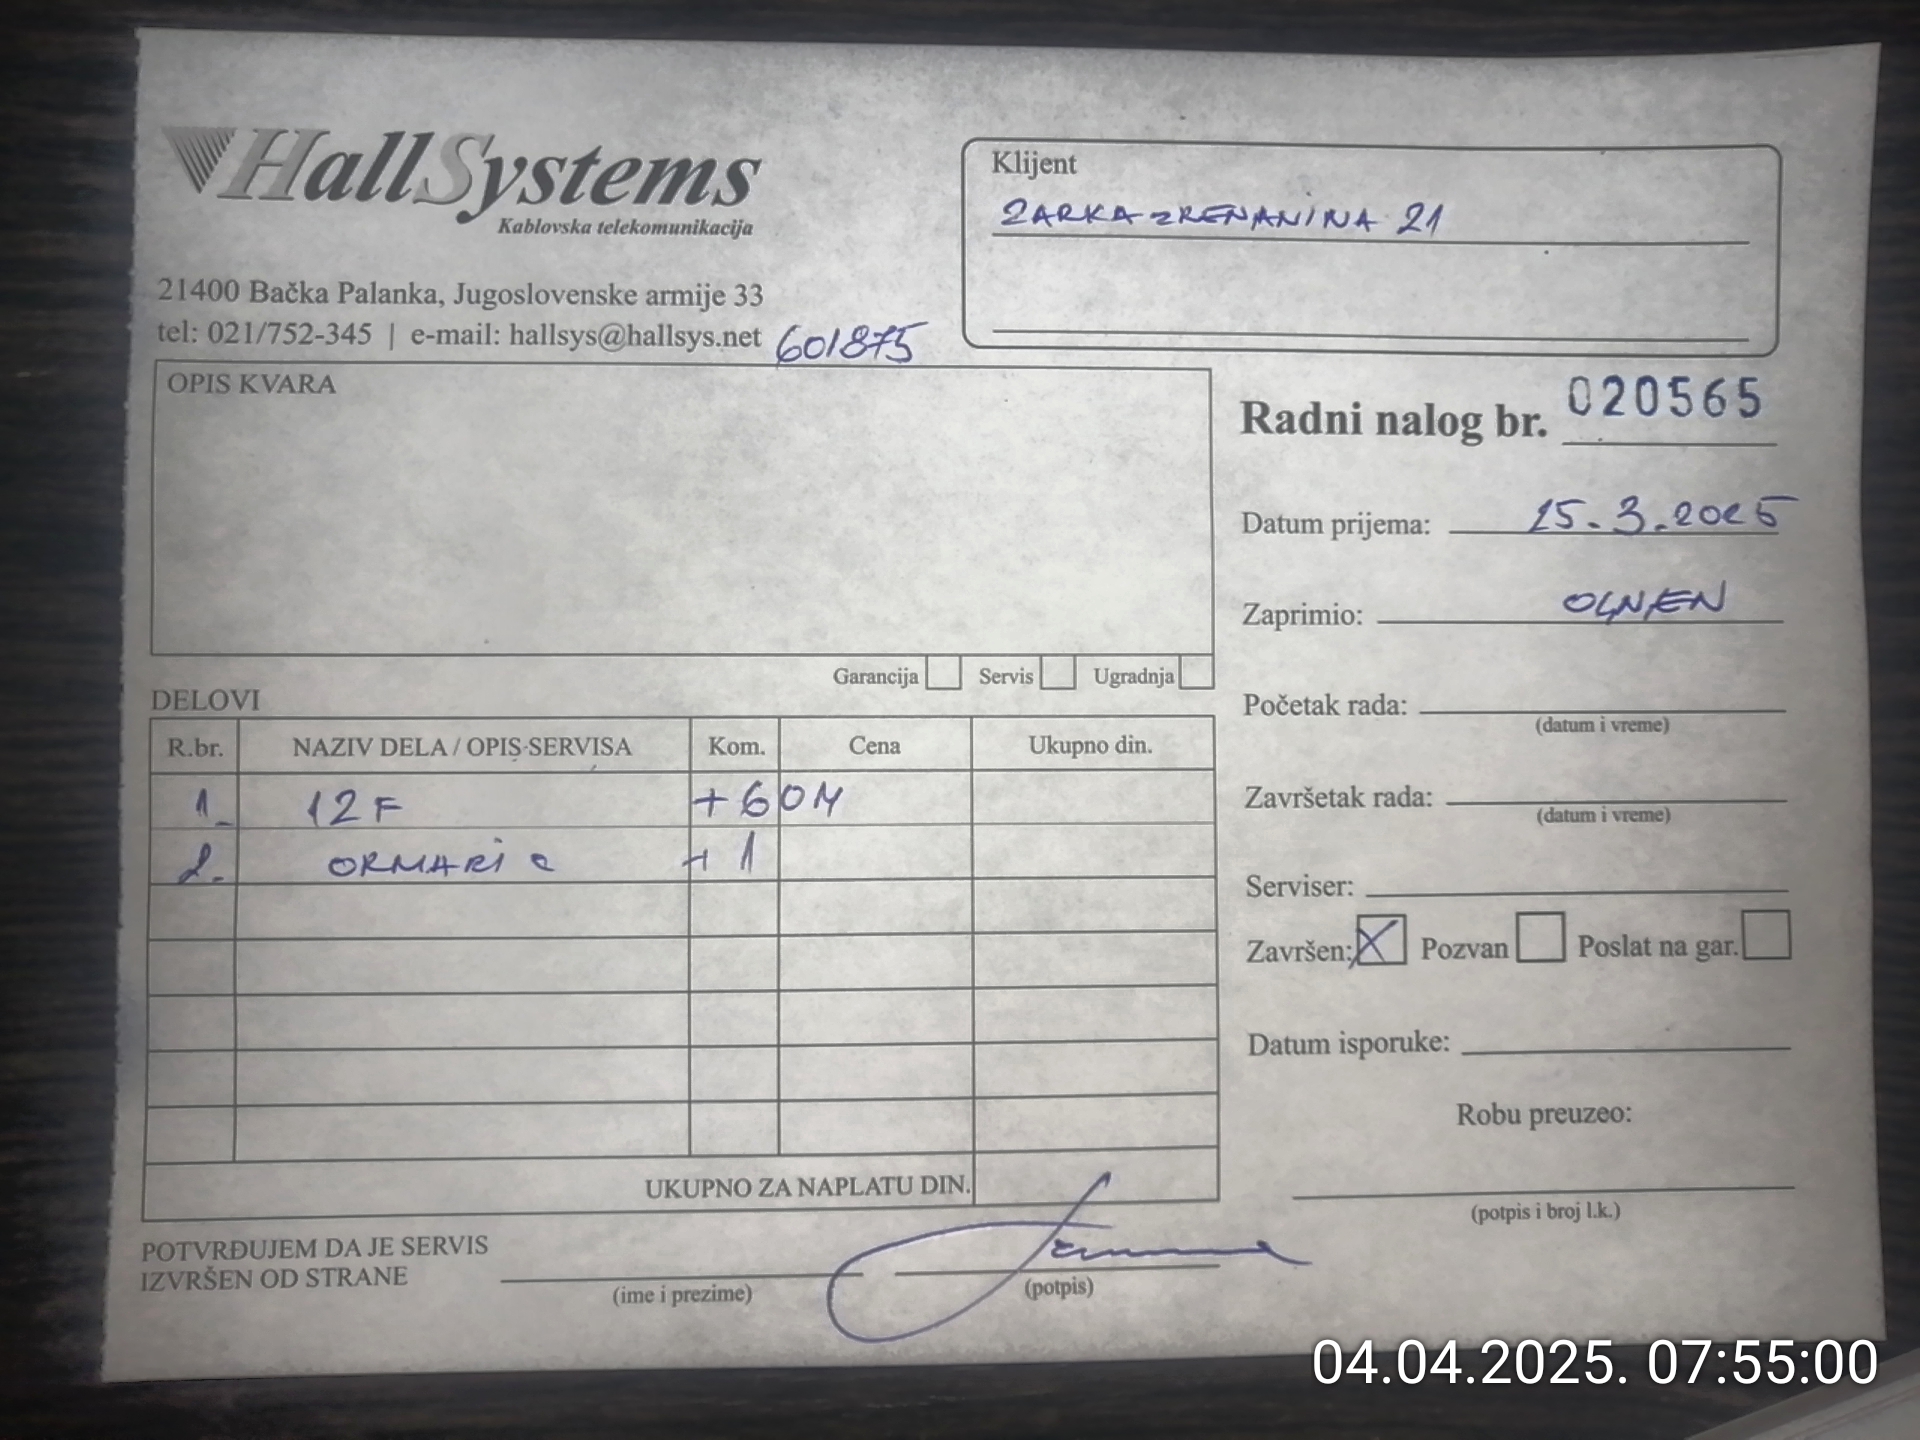 HallSystems
Kablovska telekomunikacija
21400 Bačka Palanka, Jugoslovenske armije 33
tel: 021/752-345 | e-mail: hallsys@hallsys.net
601875
Klijent
ZARKA ZRENANINA 21
OPIS KVARA
Garancija Servis Ugradnja
Radni nalog br. 020565
Datum prijema: 15.3.2025
Zaprimio: OGNJEN
Početak rada:
(datum i vreme)
Završetak rada:
(datum i vreme)
Serviser:
Završen: X Pozvan Poslat na gar.
Datum isporuke:
Robu preuzeo:
(potpis i broj l.k.)
DELOVI
R.br. NAZIV DELA / OPIS SERVISA Kom. Cena Ukupno din.
1. 12F +60M
2. ORMARIC +1
UKUPNO ZA NAPLATU DIN.
POTVRĐUJEM DA JE SERVIS
IZVRŠEN OD STRANE
(ime i prezime) (potpis)
04.04.2025. 07:55:00